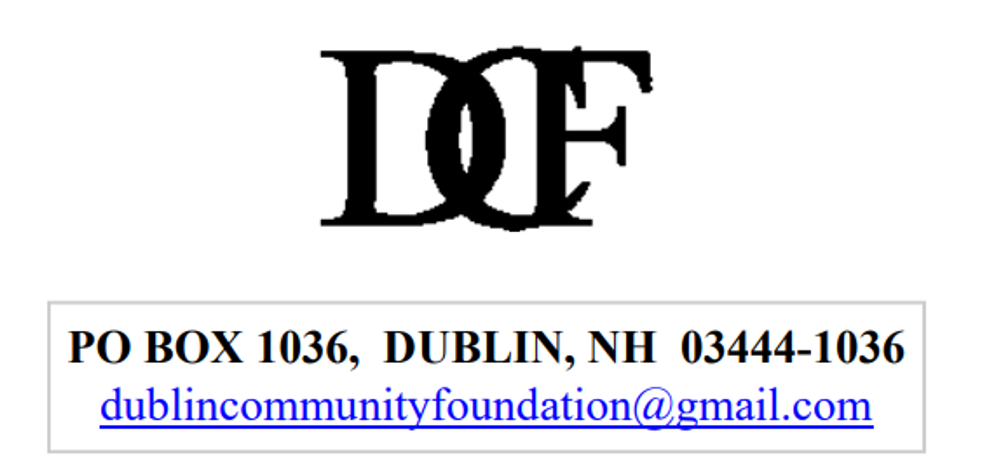 DCF
PO BOX 1036, DUBLIN, NH 03444-1036
dublincommunityfoundation@gmail.com